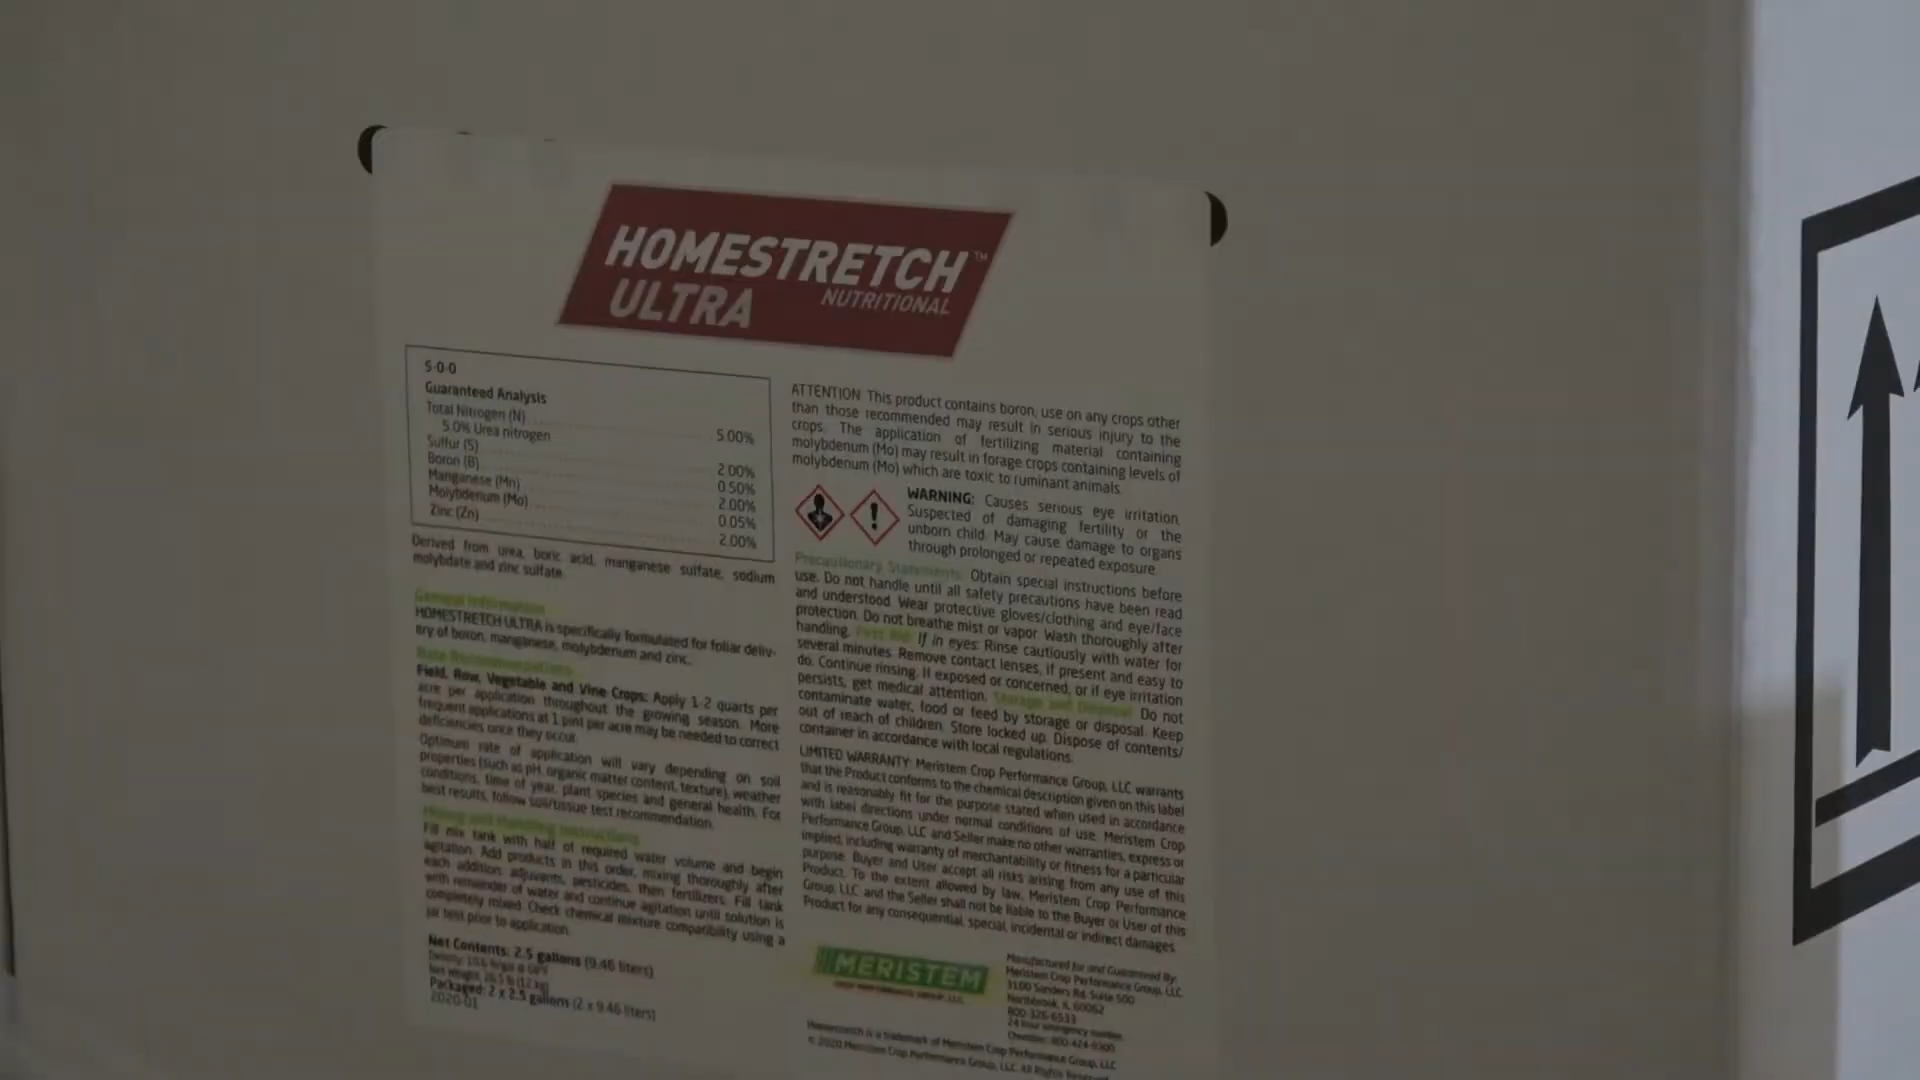 HOMESTRETCH™
ULTRA NUTRITIONAL
5-0-0
Guaranteed Analysis
Total Nitrogen (N) 5.00%
5.0% Urea nitrogen
Sulfur (S) 2.00%
Boron (B) 0.50%
Manganese (Mn) 2.00%
Molybdenum (Mo) 0.05%
Zinc (Zn) 2.00%
Derived from urea, boric acid, manganese sulfate, sodium
molybdate and zinc sulfate.
General Information
HOMESTRETCH ULTRA is specifically formulated for foliar deliv-
ery of boron, manganese, molybdenum and zinc.
Rate Recommendations
Field, Row, Vegetable and Vine Crops: Apply 1-2 quarts per
acre per application throughout the growing season. More
frequent applications at 1 pint per acre may be needed to correct
deficiencies once they occur.
Optimum rate of application will vary depending on soil
properties (such as pH, organic matter content, texture), weather
conditions, time of year, plant species and general health. For
best results, follow soil/tissue test recommendation.
Mixing and Handling Instructions
Fill mix tank with half of required water volume and begin
agitation. Add products in this order, mixing thoroughly after
each addition: adjuvants, pesticides, then fertilizers. Fill tank
with remainder of water and continue agitation until solution is
completely mixed. Check chemical mixture compatibility using a
jar test prior to application.
Net Contents: 2.5 gallons (9.46 liters)
Packaged: 2 x 2.5 gallons (2 x 9.46 liters)
2020-01
ATTENTION: This product contains boron, use on any crops other
than those recommended may result in serious injury to the
crops. The application of fertilizing material containing
molybdenum (Mo) may result in forage crops containing levels of
molybdenum (Mo) which are toxic to ruminant animals.
WARNING: Causes serious eye irritation.
Suspected of damaging fertility or the
unborn child. May cause damage to organs
through prolonged or repeated exposure.
Precautionary Statements: Obtain special instructions before
use. Do not handle until all safety precautions have been read
and understood. Wear protective gloves/clothing and eye/face
protection. Do not breathe mist or vapor. Wash thoroughly after
handling. First Aid: If in eyes: Rinse cautiously with water for
several minutes. Remove contact lenses, if present and easy to
do. Continue rinsing. If exposed or concerned, or if eye irritation
persists, get medical attention. Storage and Disposal: Do not
contaminate water, food or feed by storage or disposal. Keep
out of reach of children. Store locked up. Dispose of contents/
container in accordance with local regulations.
LIMITED WARRANTY: Meristem Crop Performance Group, LLC warrants
that the Product conforms to the chemical description given on this label
and is reasonably fit for the purpose stated when used in accordance
with label directions under normal conditions of use. Meristem Crop
Performance Group, LLC and Seller make no other warranties, express or
implied, including warranty of merchantability or fitness for a particular
purpose. Buyer and User accept all risks arising from any use of this
Product. To the extent allowed by law, Meristem Crop Performance
Group, LLC and the Seller shall not be liable to the Buyer or User of this
Product for any consequential, special, incidental or indirect damages.
MERISTEM
CROP PERFORMANCE GROUP, LLC
Manufactured for and Guaranteed By:
Meristem Crop Performance Group, LLC
3100 Sanders Rd. Suite 500
Northbrook, IL 60062
800-326-6533
24 hour emergency number
Chemtrec: 800-424-9300
Homestretch is a trademark of Meristem Crop Performance Group, LLC
© 2020 Meristem Crop Performance Group, LLC. All Rights Reserved.